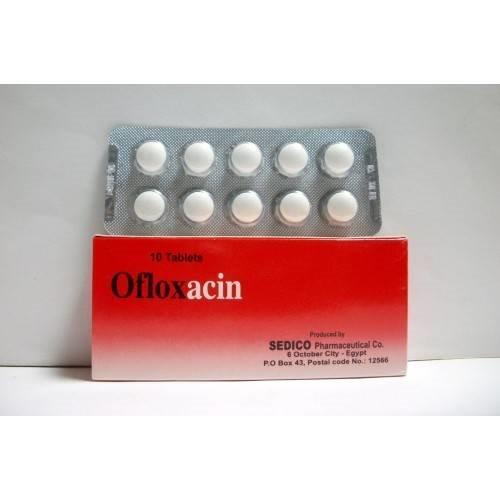 10 Tablets
Ofloxacin
Produced by
SEDICO Pharmaceutical Co.
6 October City - Egypt
P.O Box 43, Postal code No.: 12566